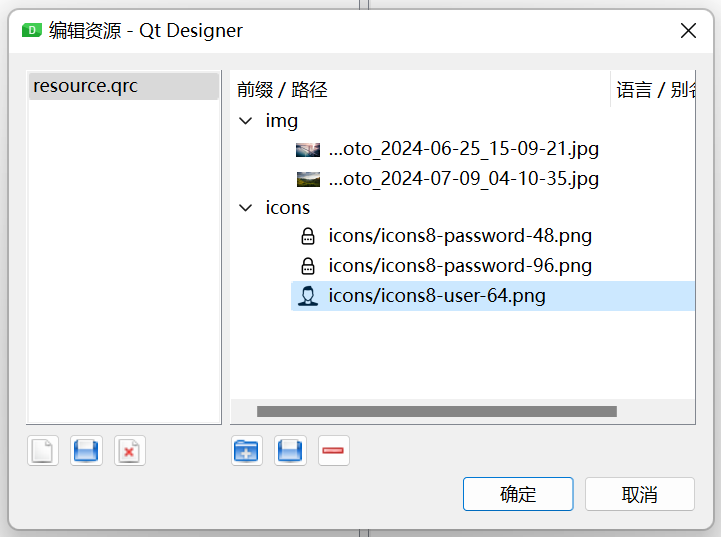 编辑资源 - Qt Designer
resource.qrc
前缀 / 路径
语言 / 别名
img
...oto_2024-06-25_15-09-21.jpg
...oto_2024-07-09_04-10-35.jpg
icons
icons/icons8-password-48.png
icons/icons8-password-96.png
icons/icons8-user-64.png
确定
取消